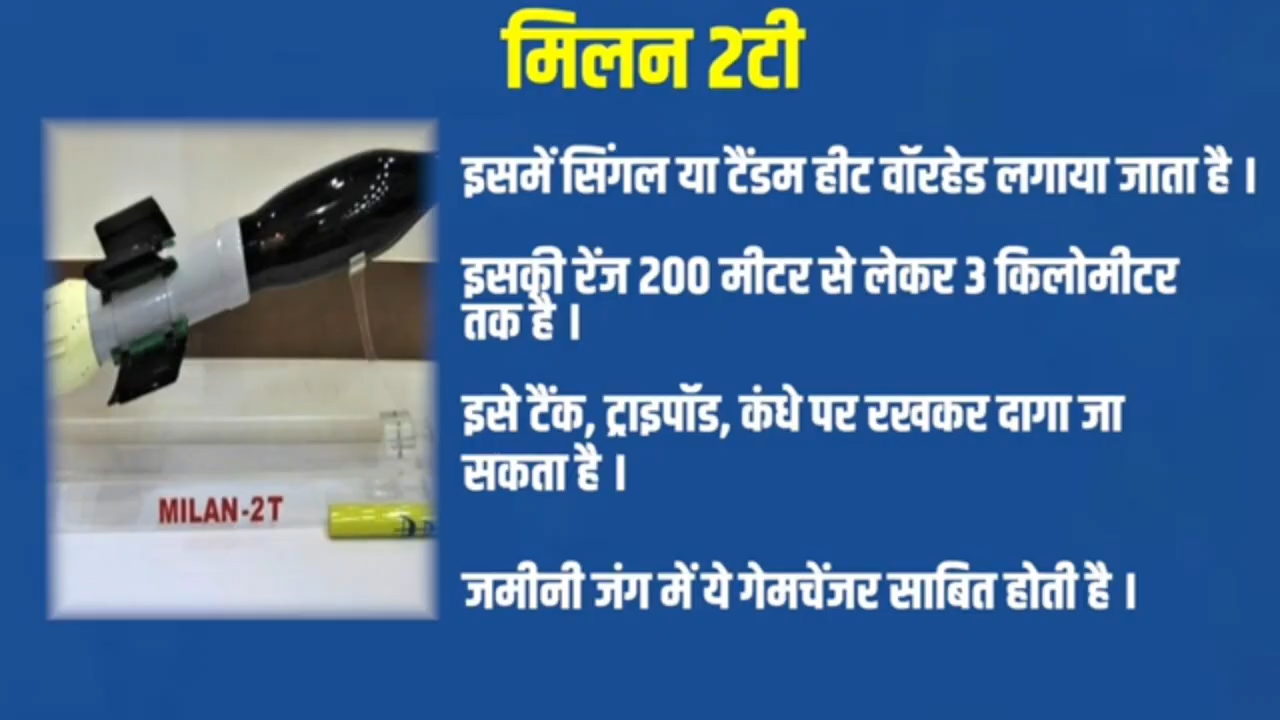 मिलन 2टी
इसमें सिंगल या टैंडम हीट वॉरहेड लगाया जाता है ।
इसकी रेंज 200 मीटर से लेकर 3 किलोमीटर
तक है ।
इसे टैंक, ट्राइपॉड, कंधे पर रखकर दागा जा
सकता है ।
MILAN-2T
जमीनी जंग में ये गेमचेंजर साबित होती है ।